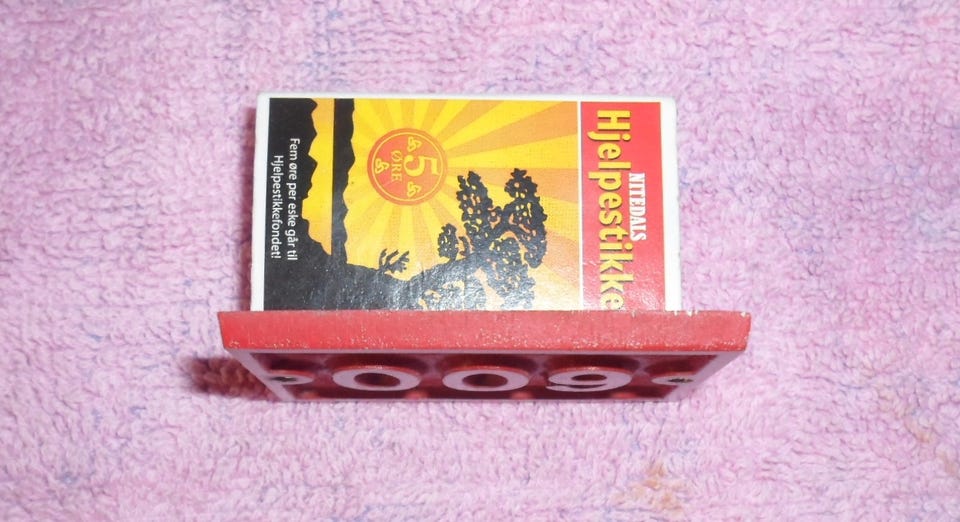 NITEDALS
Hjelpestikke
5
ØRE
Fem øre per eske går til
Hjelpestikkefondet!
009